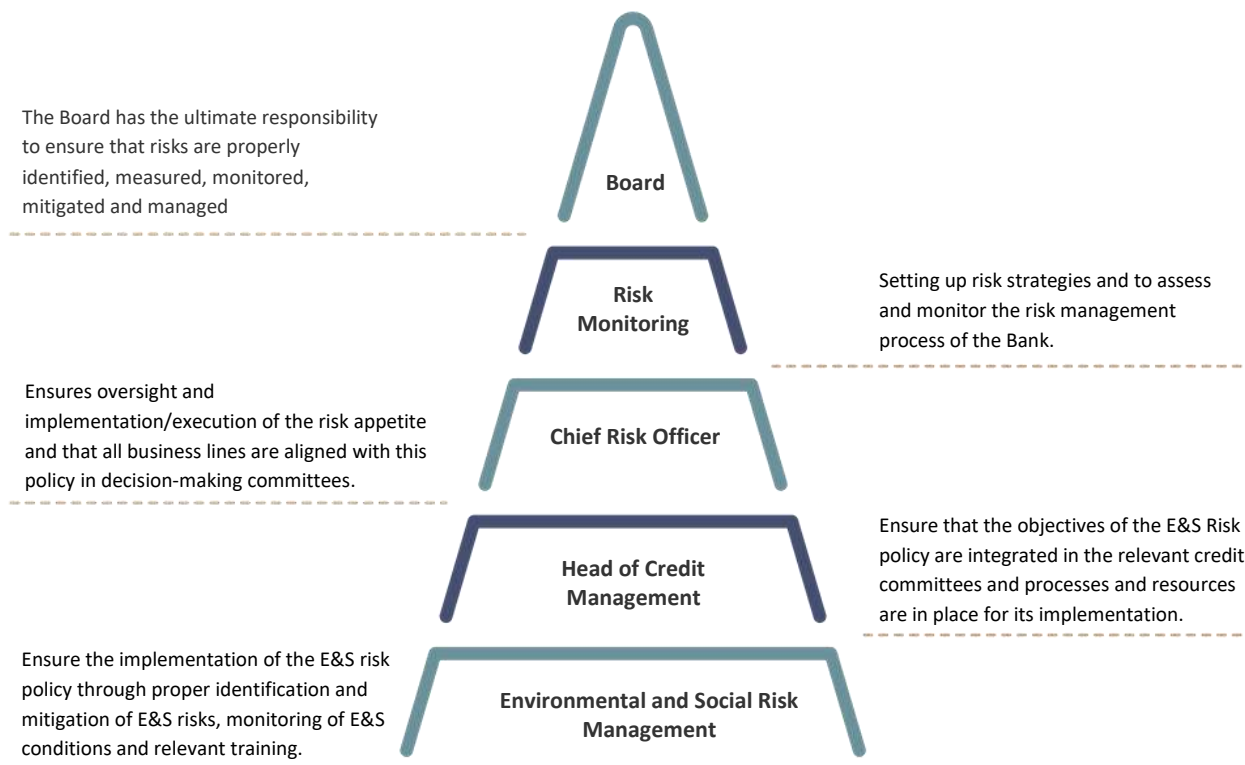 The Board has the ultimate responsibility
to ensure that risks are properly
identified, measured, monitored,
mitigated and managed
Board
Risk
Monitoring
Setting up risk strategies and to assess
and monitor the risk management
process of the Bank.
Ensures oversight and
implementation/execution of the risk appetite
and that all business lines are aligned with this
policy in decision-making committees.
Chief Risk Officer
Head of Credit
Management
Ensure that the objectives of the E&S Risk
policy are integrated in the relevant credit
committees and processes and resources
are in place for its implementation.
Ensure the implementation of the E&S risk
policy through proper identification and
mitigation of E&S risks, monitoring of E&S
conditions and relevant training.
Environmental and Social Risk
Management